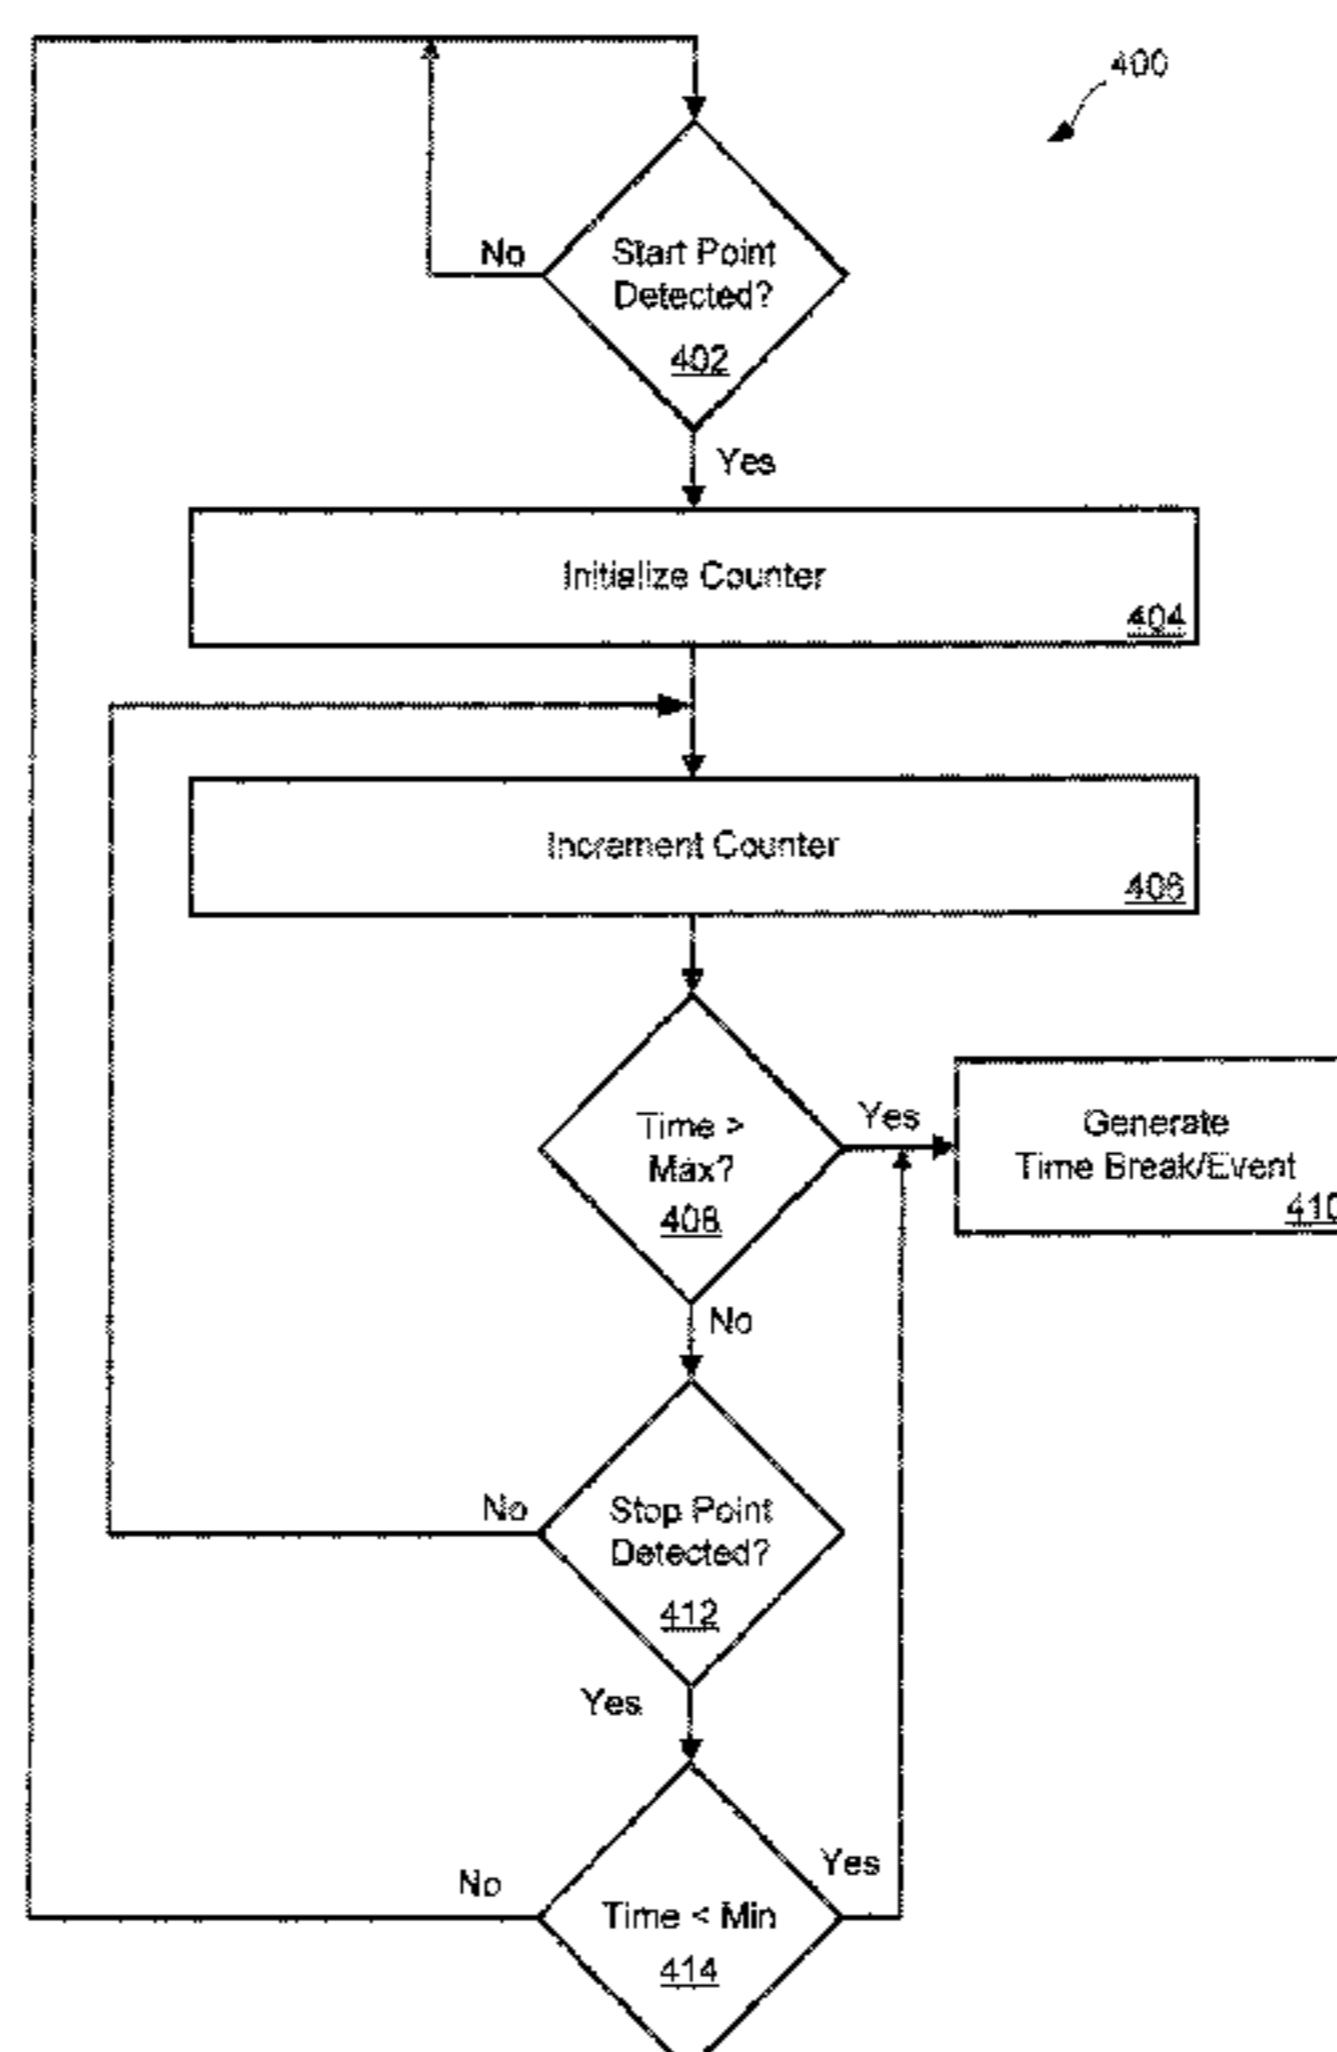 400
No
Start Point
Detected?
402
Yes
Initialize Counter
404
Increment Counter
406
Time >
Max?
408
Yes
Generate
Time Break/Event
410
No
No
Stop Point
Detected?
412
Yes
No
Yes
Time < Min
414